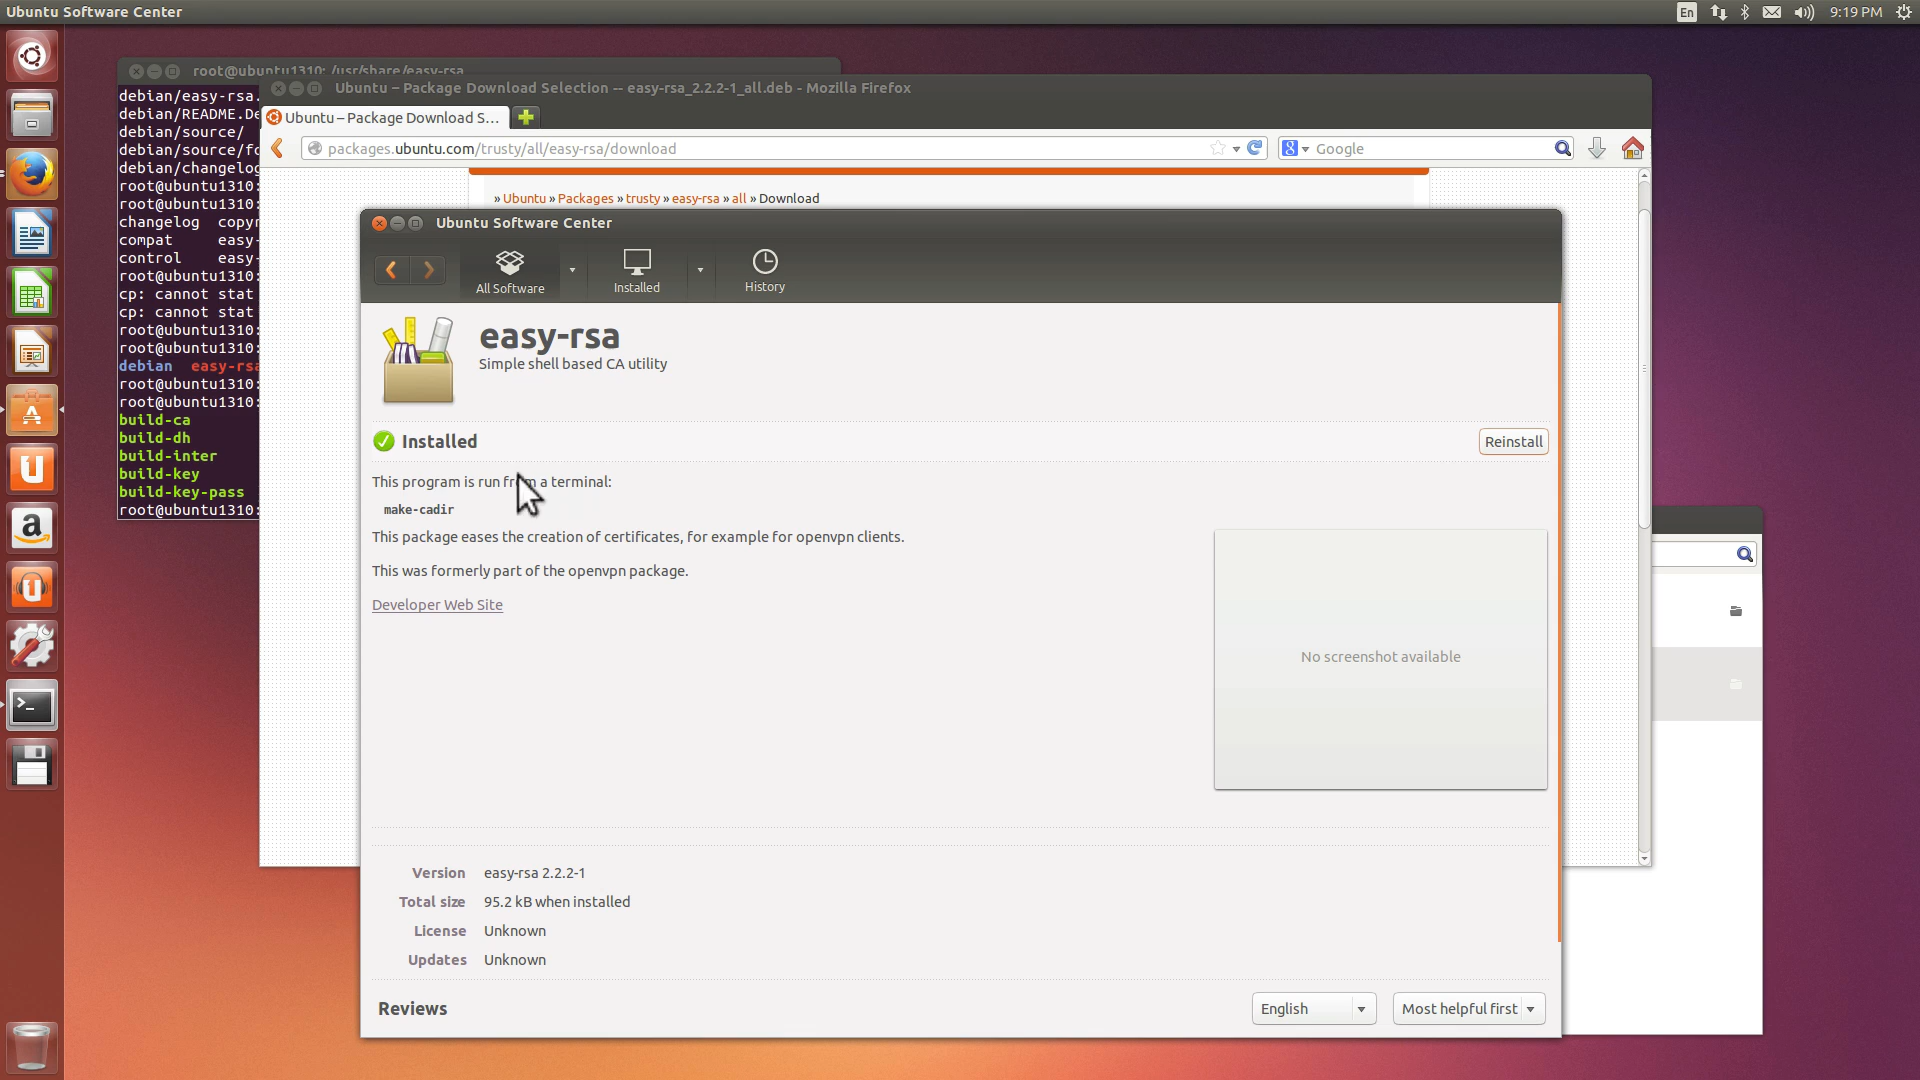 Ubuntu Software Center
En
9:19 PM
root@ubuntu1310: /usr/share/easy-rsa
debian/easy-rsa.
debian/README.De
debian/source/
debian/source/fo
debian/changelog
root@ubuntu1310:
root@ubuntu1310:
changelog copyr
compat easy-
control easy-
root@ubuntu1310:
cp: cannot stat
cp: cannot stat
root@ubuntu1310:
root@ubuntu1310:
debian easy-rsa
root@ubuntu1310:
root@ubuntu1310:
build-ca
build-dh
build-inter
build-key
build-key-pass
root@ubuntu1310:
Ubuntu – Package Download Selection -- easy-rsa_2.2.2-1_all.deb - Mozilla Firefox
Ubuntu – Package Download S...
packages.ubuntu.com/trusty/all/easy-rsa/download
Google
» Ubuntu » Packages » trusty » easy-rsa » all » Download
Ubuntu Software Center
All Software
Installed
History
easy-rsa
Simple shell based CA utility
Installed
Reinstall
This program is run from a terminal:
make-cadir
This package eases the creation of certificates, for example for openvpn clients.
This was formerly part of the openvpn package.
Developer Web Site
No screenshot available
Version easy-rsa 2.2.2-1
Total size 95.2 kB when installed
License Unknown
Updates Unknown
Reviews
English
Most helpful first